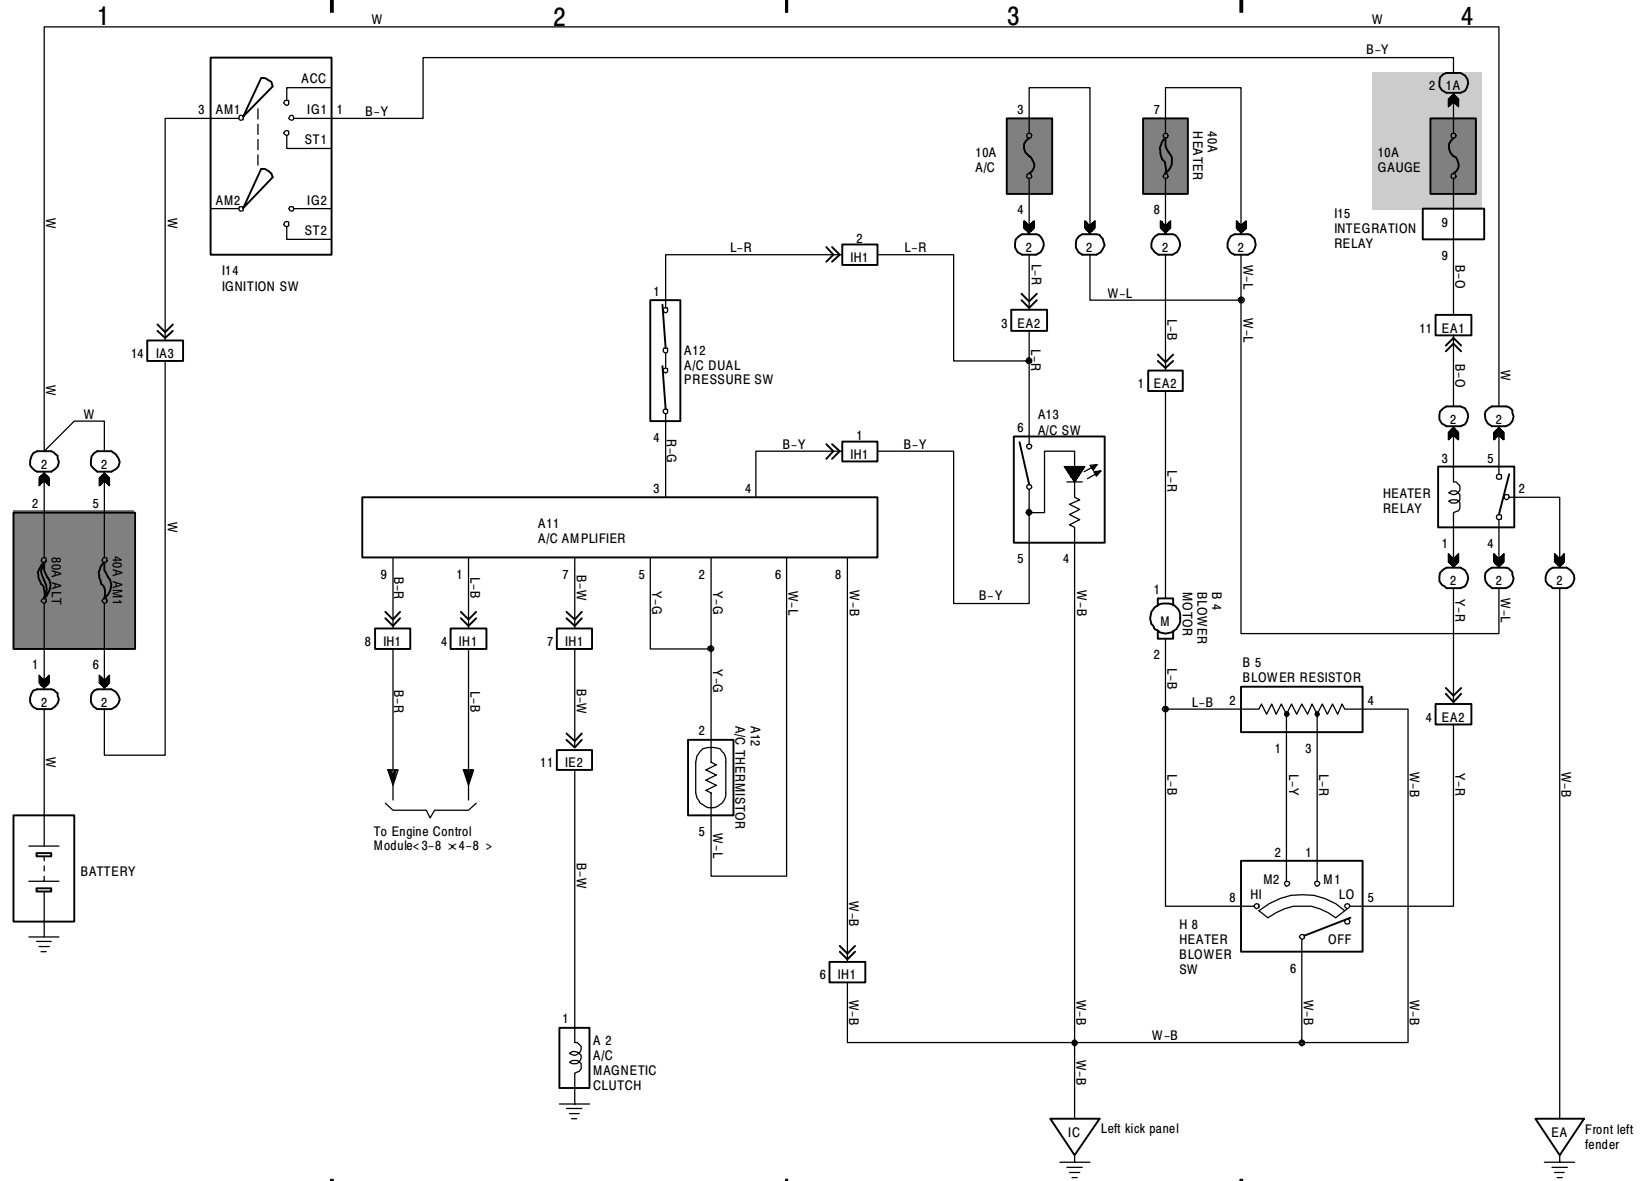 1
2
3
4
W
W
B-Y
ACC
3
AM1
IG1
1
B-Y
ST1
AM2
IG2
ST2
I14
IGNITION SW
W
W
14
IA3
W
W
W
2
2
2
5
80A ALT
40A AM1
1
6
2
2
W
BATTERY
3
10A
A/C
4
2
2
7
40A
HEATER
8
2
2
2
1A
10A
GAUGE
I15
INTEGRATION
RELAY
9
9
B-O
11
EA1
B-O
W
2
2
3
5
HEATER
RELAY
2
1
4
2
2
2
Y-R
W-L
L-R
2
IH1
L-R
1
A12
A/C DUAL
PRESSURE SW
4
R-G
L-R
3
EA2
L-R
W-L
W-L
W-L
L-B
1
EA2
L-R
B-Y
1
IH1
B-Y
A13
6
A/C SW
5
4
B-Y
W-B
3
4
A11
A/C AMPLIFIER
9
1
7
5
2
6
8
B-R
L-B
B-W
Y-G
Y-G
W-L
W-B
8
IH1
4
IH1
7
IH1
B-R
L-B
B-W
Y-G
11
IE2
2
A12
A/C THERMISTOR
5
W-L
To Engine Control
Module<3-8 ×4-8 >
B-W
W-B
6
IH1
W-B
1
A 2
A/C
MAGNETIC
CLUTCH
1
M
B 4
BLOWER
MOTOR
2
L-B
L-B
2
B 5
BLOWER RESISTOR
4
1
3
L-B
L-Y
L-R
W-B
4
EA2
Y-R
W-B
2
1
M2
M1
8
HI
LO
5
OFF
H 8
HEATER
BLOWER
SW
6
W-B
W-B
W-B
W-B
W-B
IC
Left kick panel
EA
Front left
fender